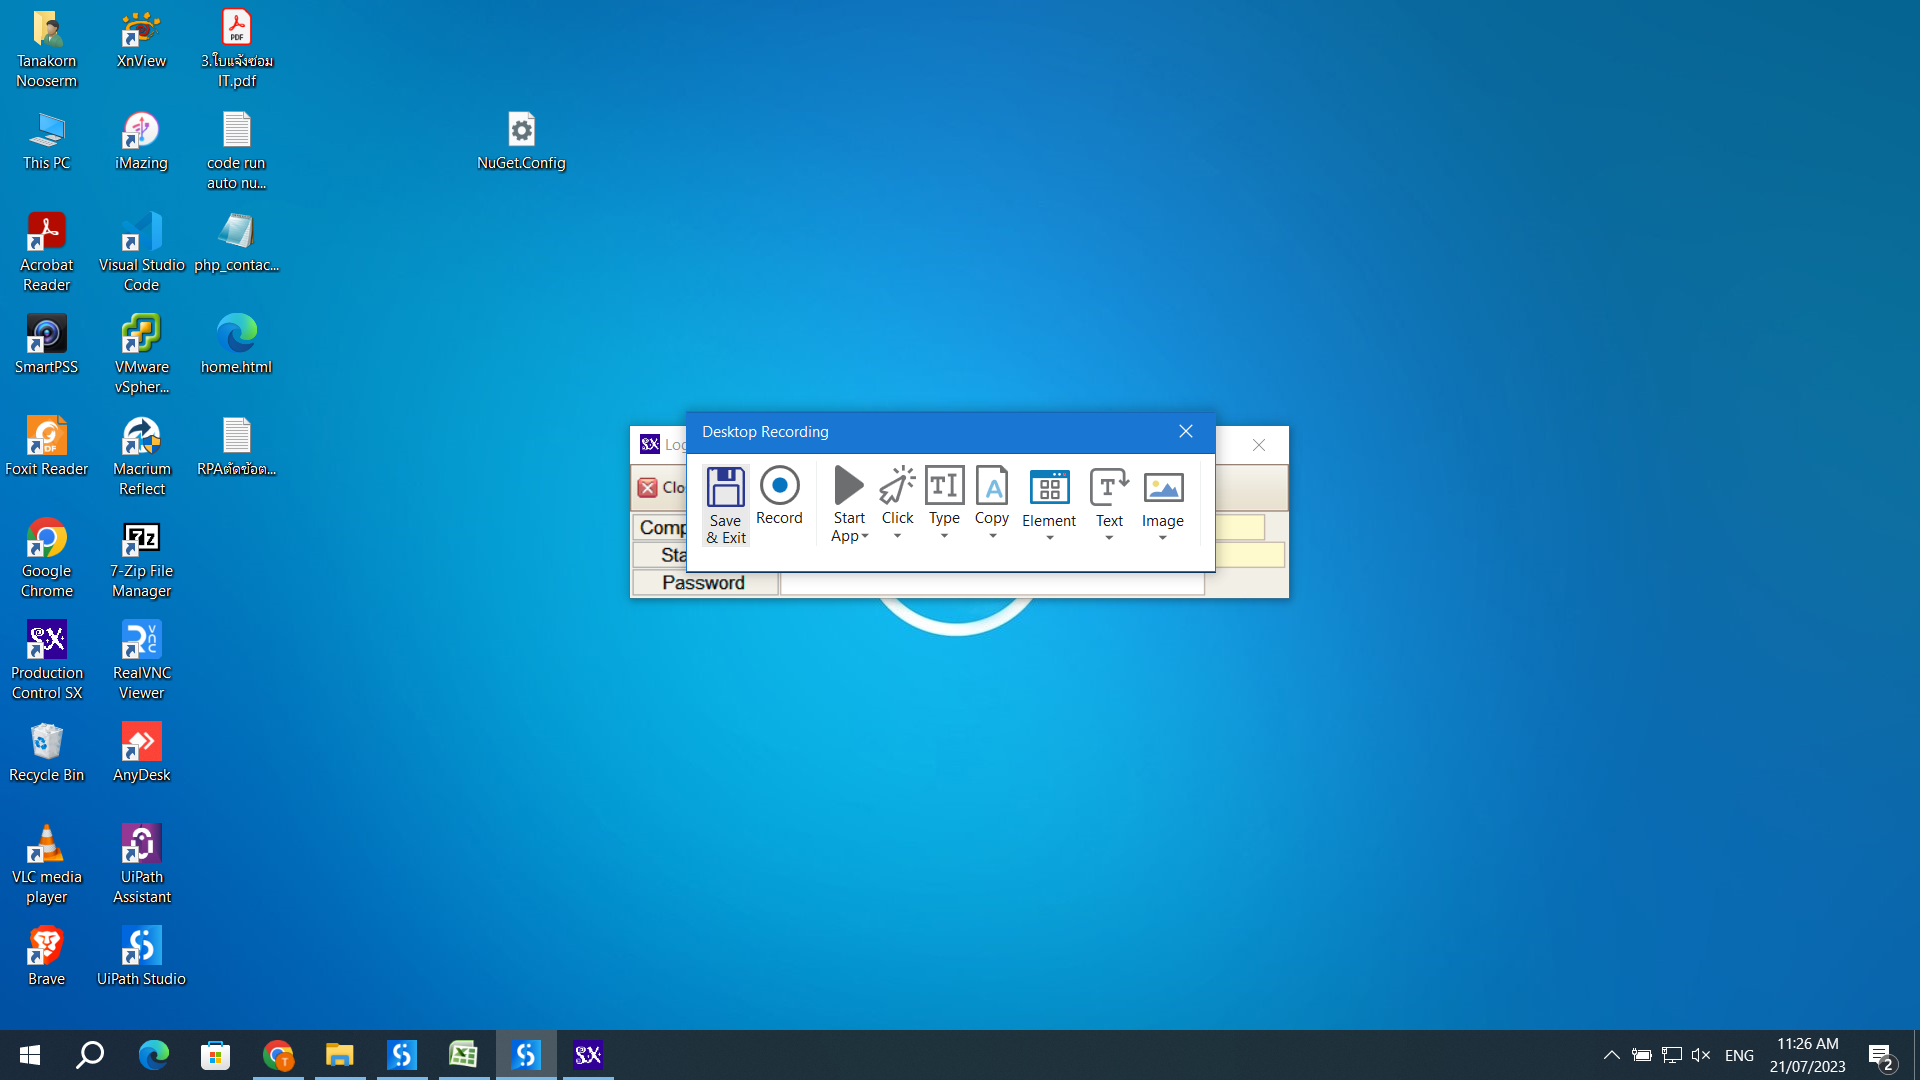 Tanakorn
Nooserm
XnView
3.ใบแจ้งซ่อม
IT.pdf
This PC
iMazing
code run
auto nu...
NuGet.Config
Acrobat
Reader
Visual Studio
Code
php_contac...
SmartPSS
VMware
vSpher...
home.html
Foxit Reader
Macrium
Reflect
RPAตัดข้อต...
Google
Chrome
7-Zip File
Manager
Production
Control SX
RealVNC
Viewer
Recycle Bin
AnyDesk
VLC media
player
UiPath
Assistant
Brave
UiPath Studio
Desktop Recording
Save
& Exit
Record
Start
App
Click
Type
Copy
Element
Text
Image
Password
ENG
11:26 AM
21/07/2023
2